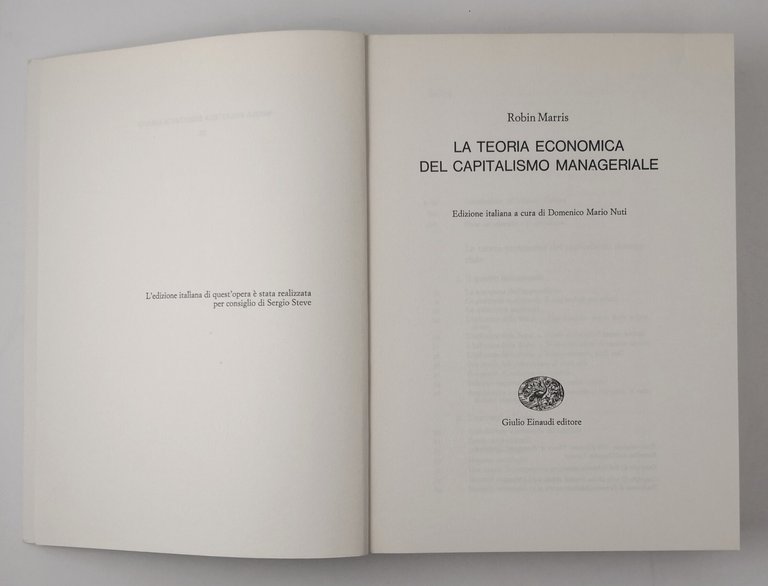 L'edizione italiana di quest'opera è stata realizzata
per consiglio di Sergio Steve
Robin Marris
LA TEORIA ECONOMICA
DEL CAPITALISMO MANAGERIALE
Edizione italiana a cura di Domenico Mario Nuti
Giulio Einaudi editore